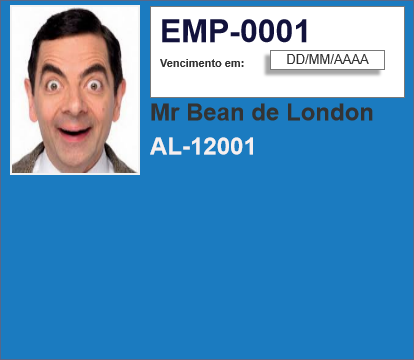 EMP-0001
Vencimento em: DD/MM/AAAA
Mr Bean de London
AL-12001